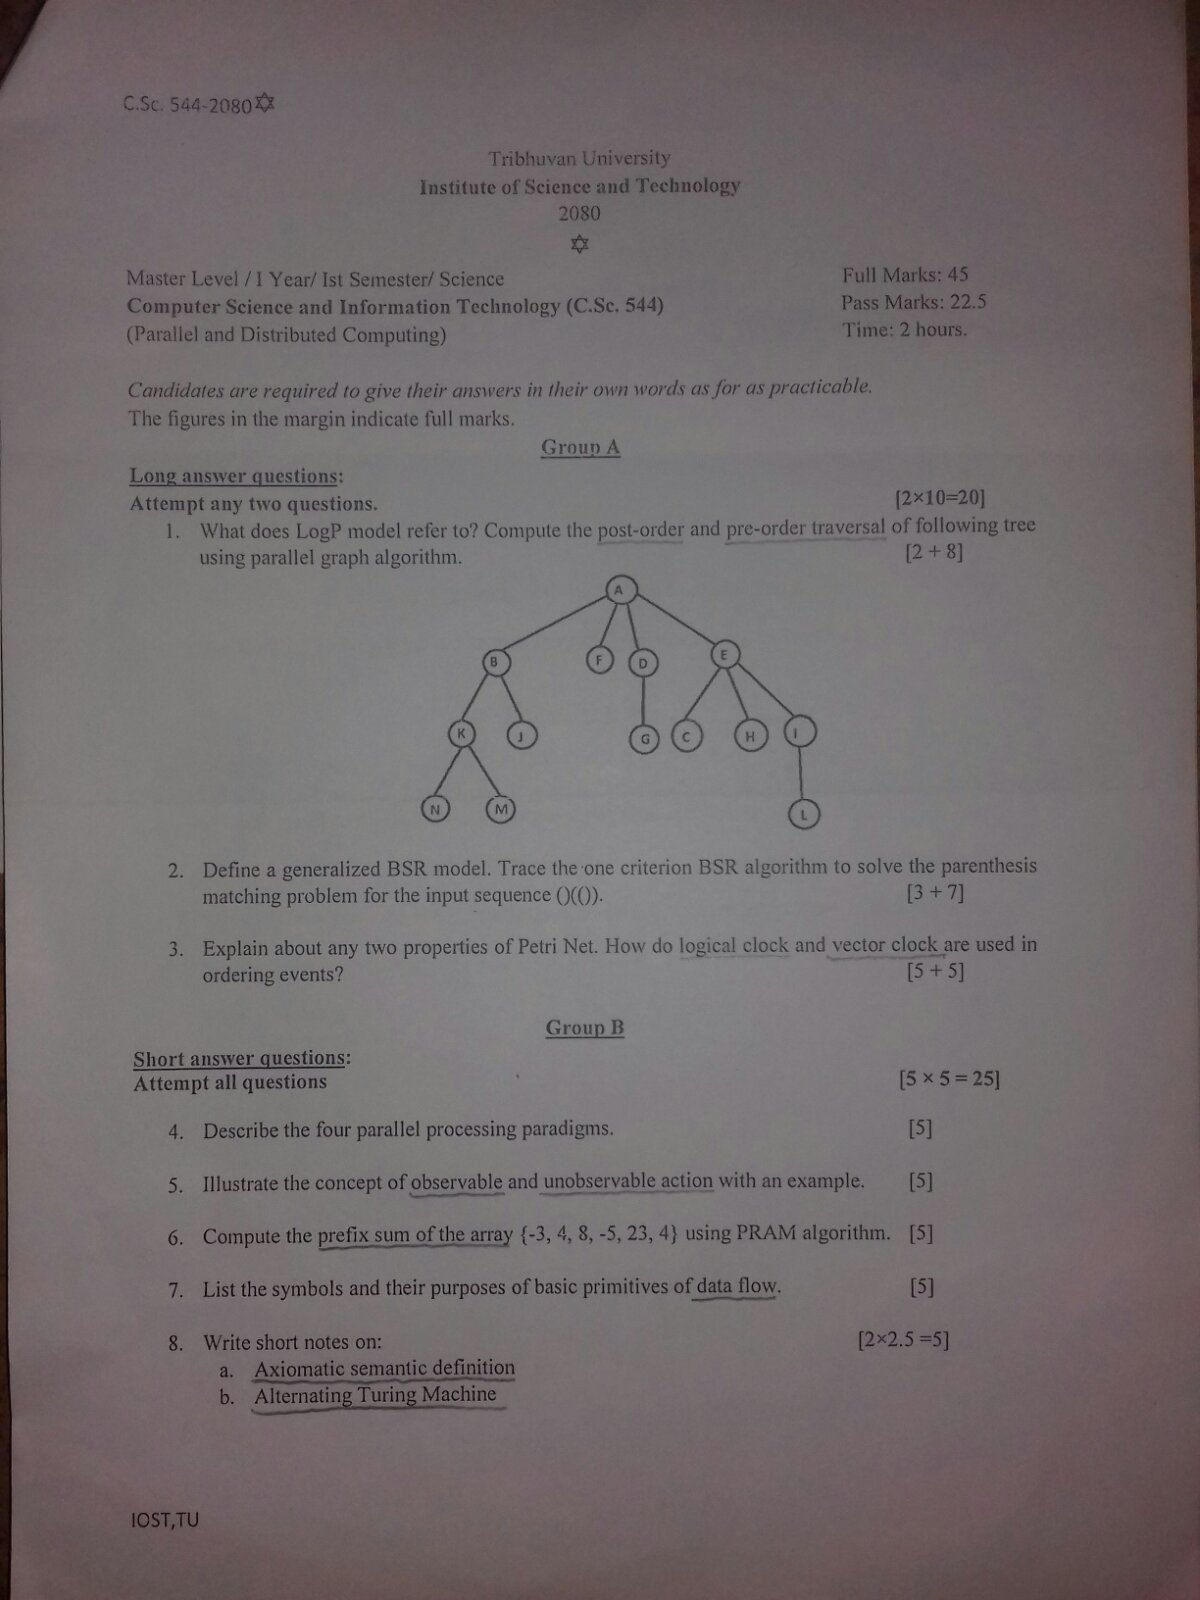 C.Sc. 544-2080✡
Tribhuvan University
Institute of Science and Technology
2080
✡
Master Level / I Year/ Ist Semester/ Science
Full Marks: 45
Computer Science and Information Technology (C.Sc. 544)
Pass Marks: 22.5
(Parallel and Distributed Computing)
Time: 2 hours.
Candidates are required to give their answers in their own words as for as practicable.
The figures in the margin indicate full marks.
Group A
Long answer questions:
Attempt any two questions. [2×10=20]
1. What does LogP model refer to? Compute the post-order and pre-order traversal of following tree
using parallel graph algorithm. [2 + 8]
A
B F D E
K J G C H I
N M L
2. Define a generalized BSR model. Trace the one criterion BSR algorithm to solve the parenthesis
matching problem for the input sequence ()(()). [3 + 7]
3. Explain about any two properties of Petri Net. How do logical clock and vector clock are used in
ordering events? [5 + 5]
Group B
Short answer questions:
Attempt all questions [5 × 5 = 25]
4. Describe the four parallel processing paradigms. [5]
5. Illustrate the concept of observable and unobservable action with an example. [5]
6. Compute the prefix sum of the array {-3, 4, 8, -5, 23, 4} using PRAM algorithm. [5]
7. List the symbols and their purposes of basic primitives of data flow. [5]
8. Write short notes on: [2×2.5 =5]
a. Axiomatic semantic definition
b. Alternating Turing Machine
IOST,TU